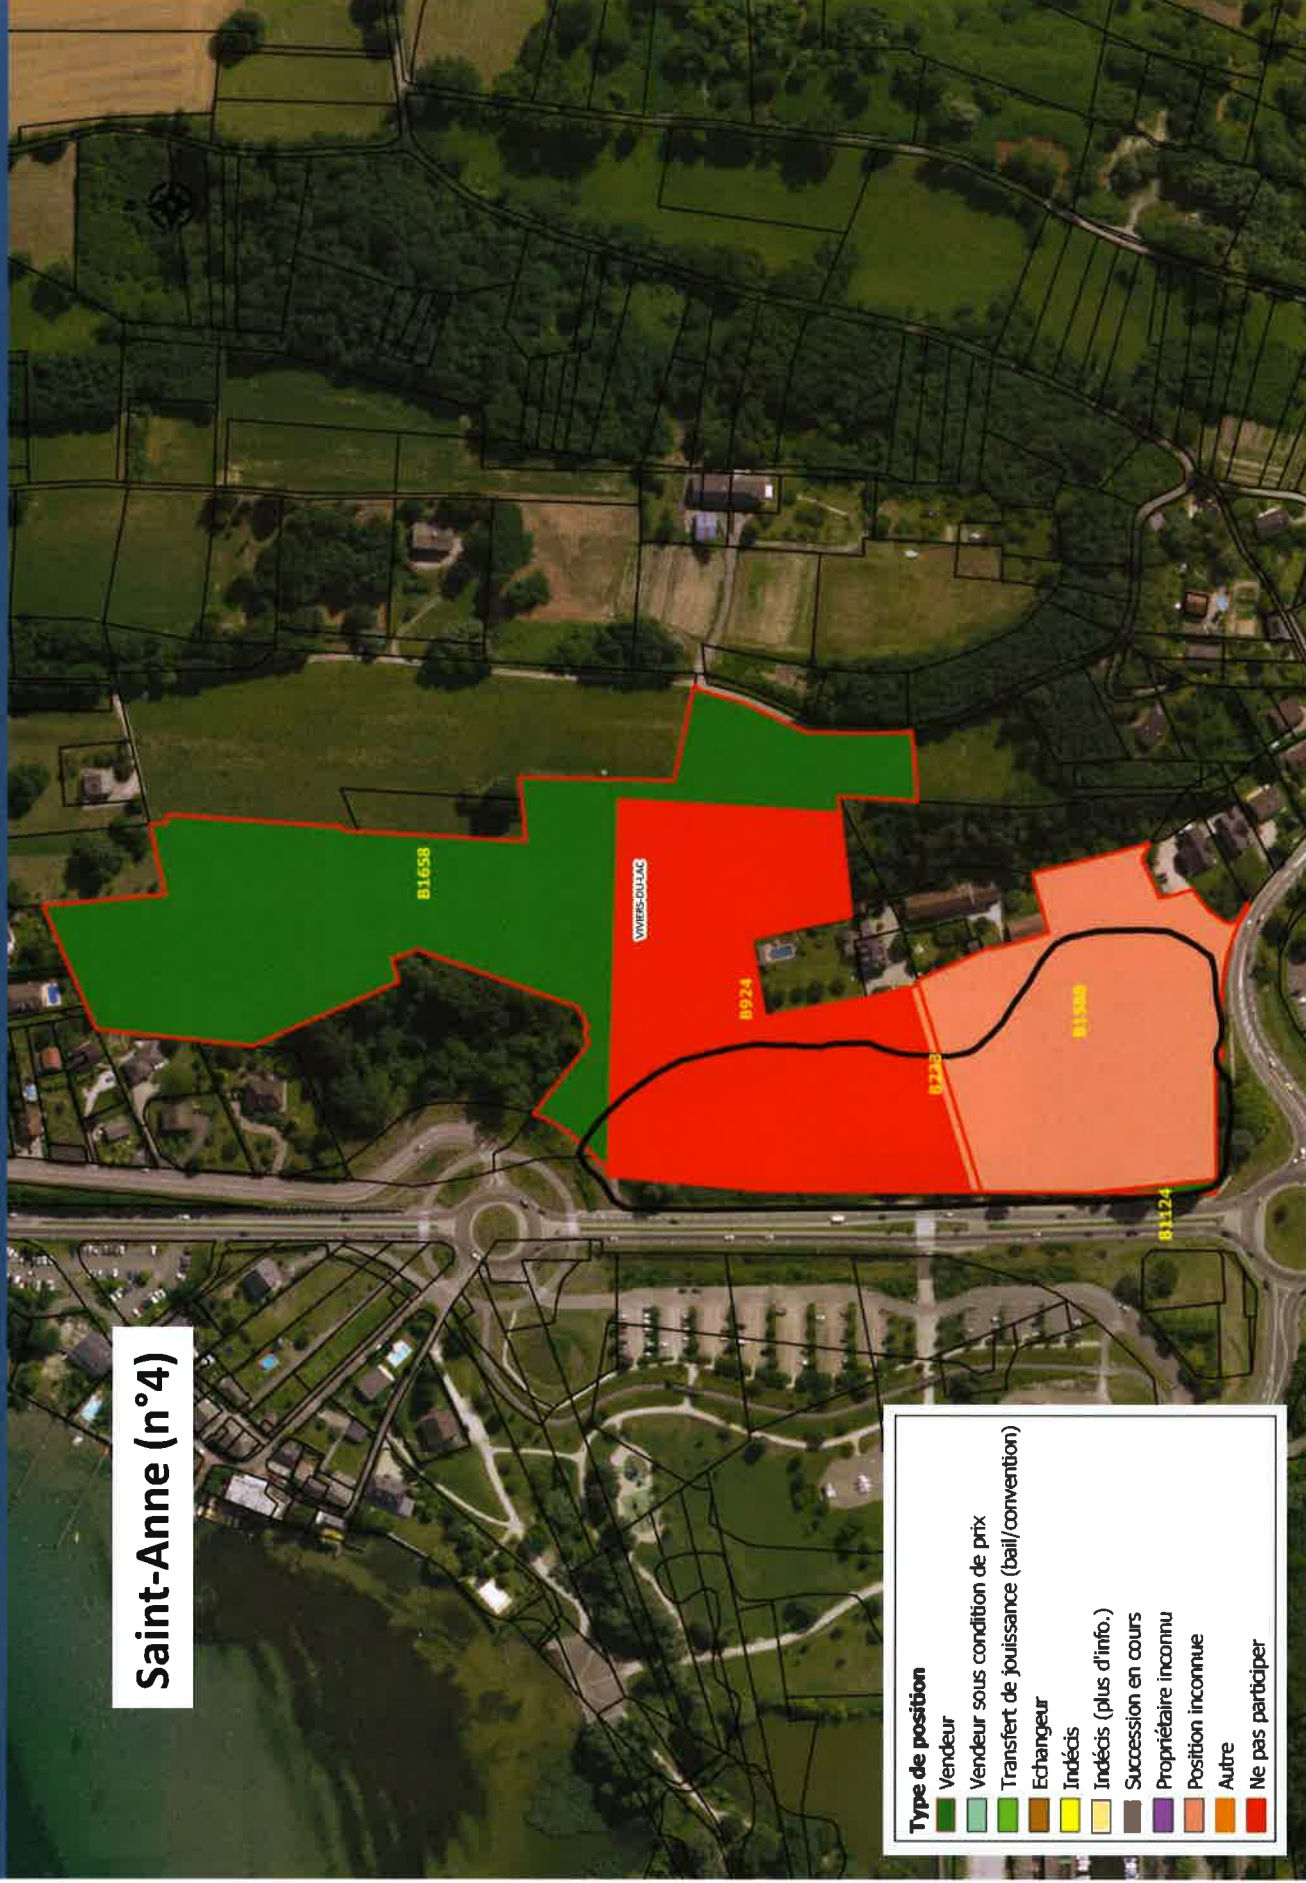 Saint-Anne (n°4)
B1658
VIVIERS-DU-LAC
B924
B723
B1580
B1124
Type de position
Vendeur
Vendeur sous condition de prix
Transfert de jouissance (bail/convention)
Echangeur
Indécis
Indécis (plus d'info.)
Succession en cours
Propriétaire inconnu
Position inconnue
Autre
Ne pas participer